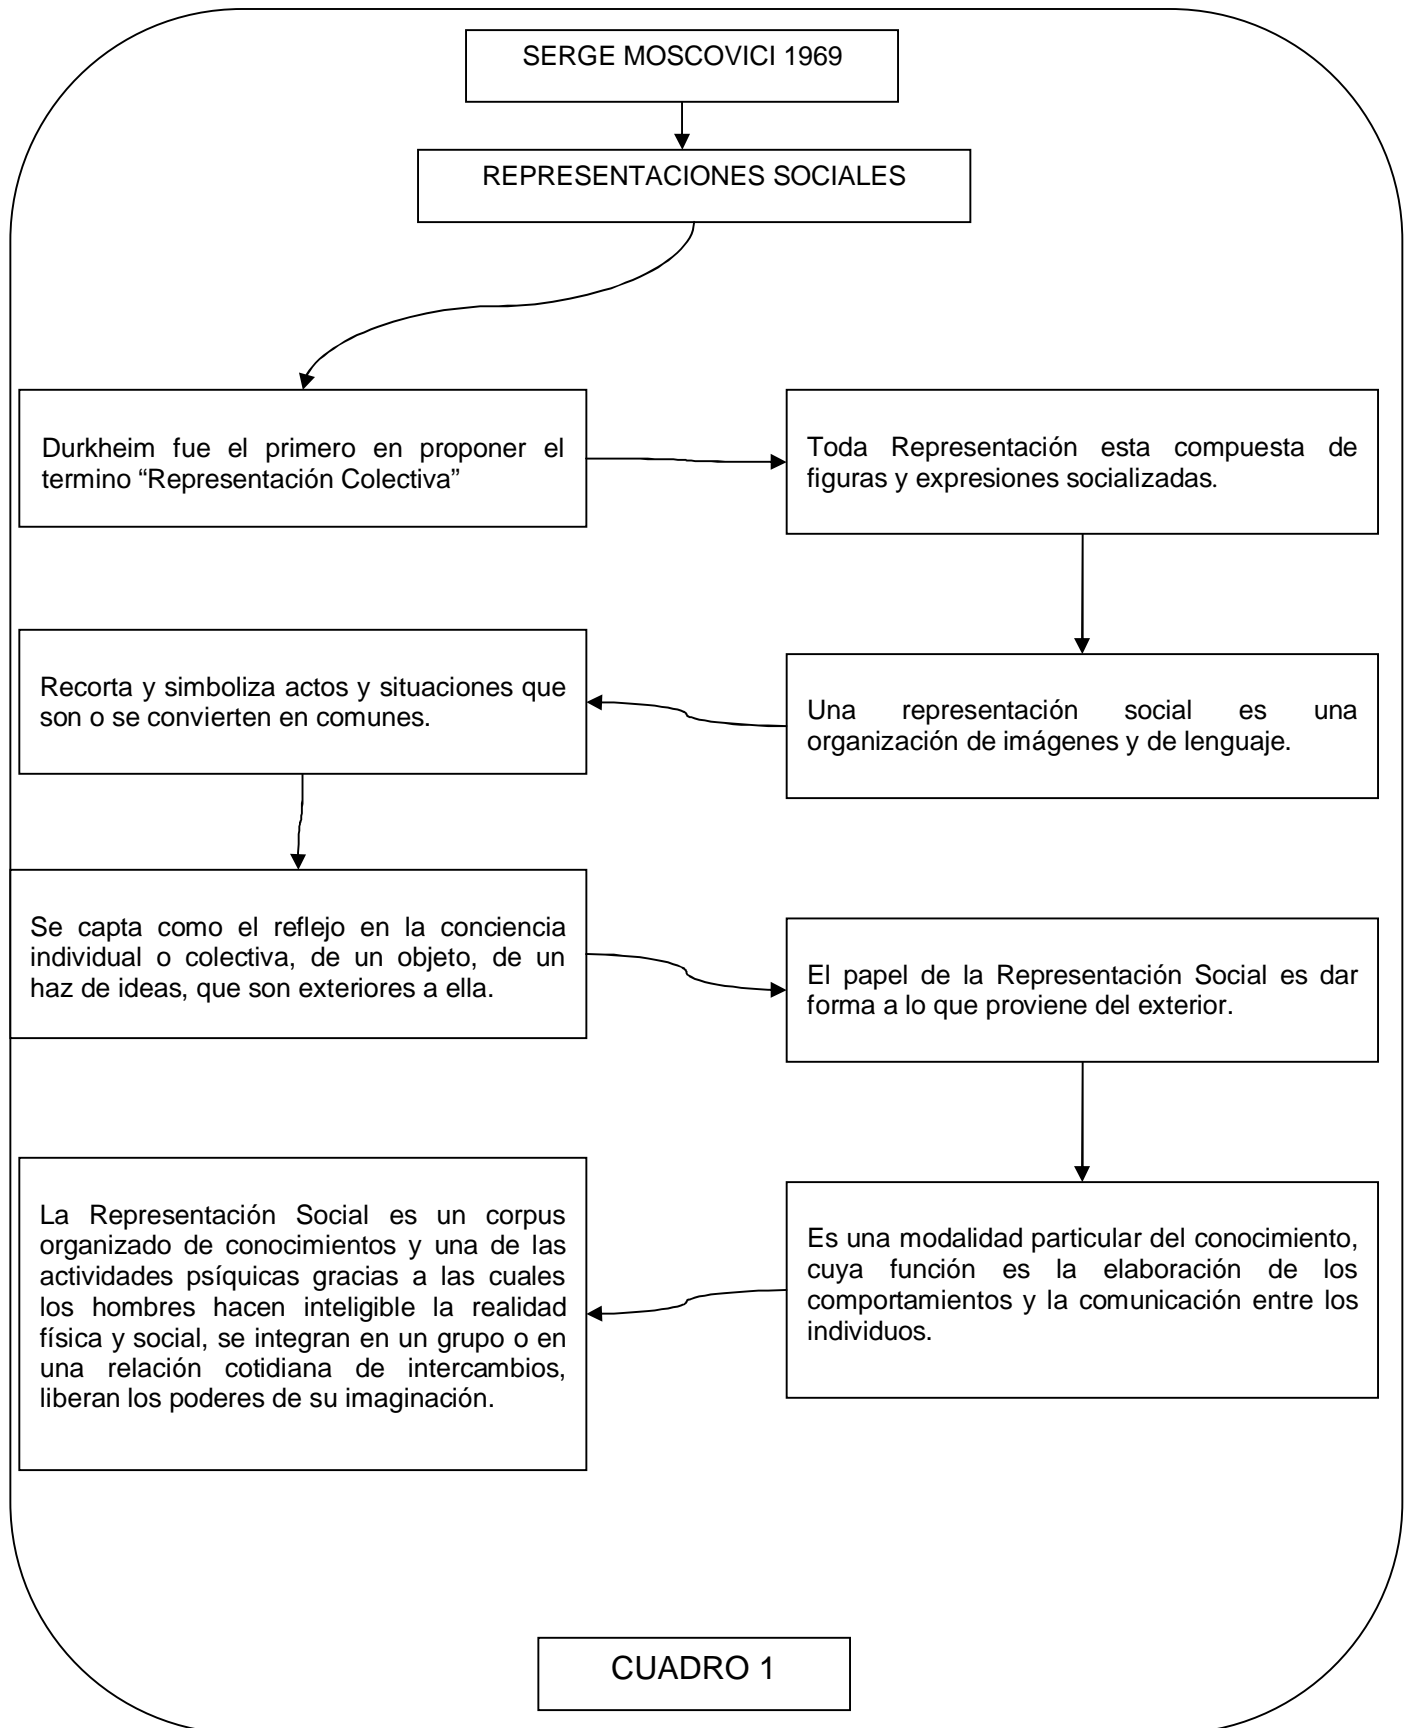 SERGE MOSCOVICI 1969
REPRESENTACIONES SOCIALES
Durkheim fue el primero en proponer el
termino “Representación Colectiva”
Toda Representación esta compuesta de
figuras y expresiones socializadas.
Una representación social es una
organización de imágenes y de lenguaje.
Recorta y simboliza actos y situaciones que
son o se convierten en comunes.
Se capta como el reflejo en la conciencia
individual o colectiva, de un objeto, de un
haz de ideas, que son exteriores a ella.
El papel de la Representación Social es dar
forma a lo que proviene del exterior.
Es una modalidad particular del conocimiento,
cuya función es la elaboración de los
comportamientos y la comunicación entre los
individuos.
La Representación Social es un corpus
organizado de conocimientos y una de las
actividades psíquicas gracias a las cuales
los hombres hacen inteligible la realidad
física y social, se integran en un grupo o en
una relación cotidiana de intercambios,
liberan los poderes de su imaginación.
CUADRO 1